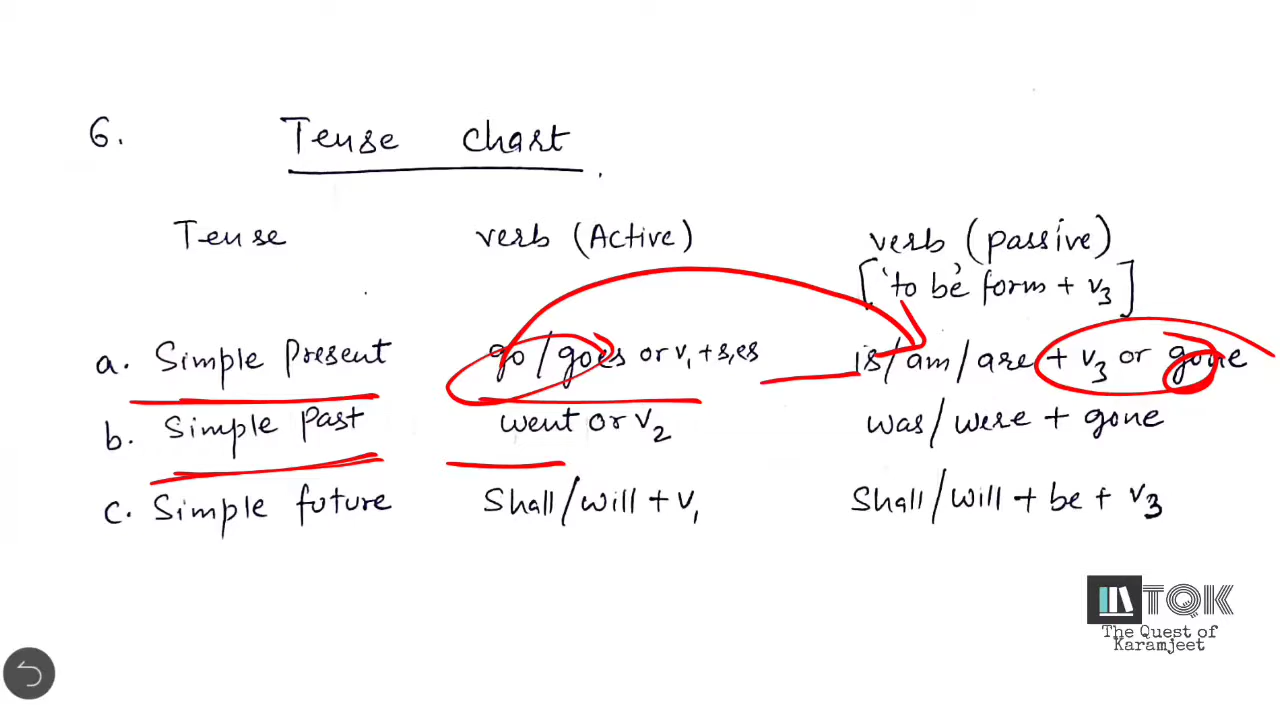 6. Tense chart
Tense verb (Active) verb (passive)
['to be' form + v₃]
a. Simple Present go/goes or v₁ + s, es is/am/are + v₃ or gone
b. Simple Past went or v₂ was/were + gone
c. Simple future Shall/will + v₁ Shall/will + be + v₃
TQK
The Quest of
Karamjeet